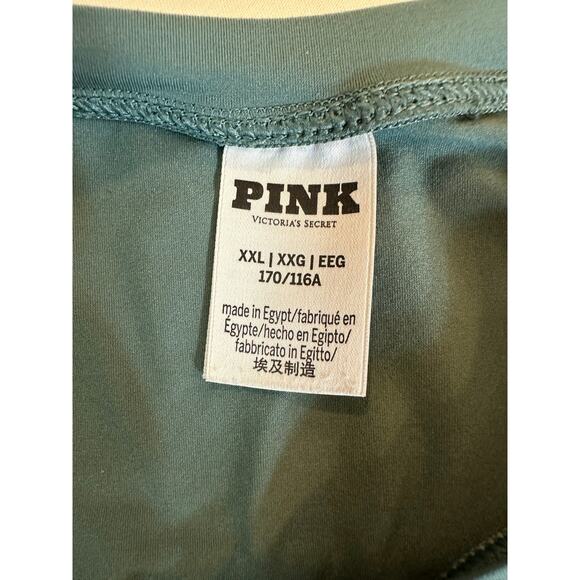 PINK
VICTORIA'S SECRET
XXL | XXG | EEG
170/116A
made in Egypt/fabriqué en
Égypte/hecho en Egipto/
fabbricato in Egitto/
埃及制造